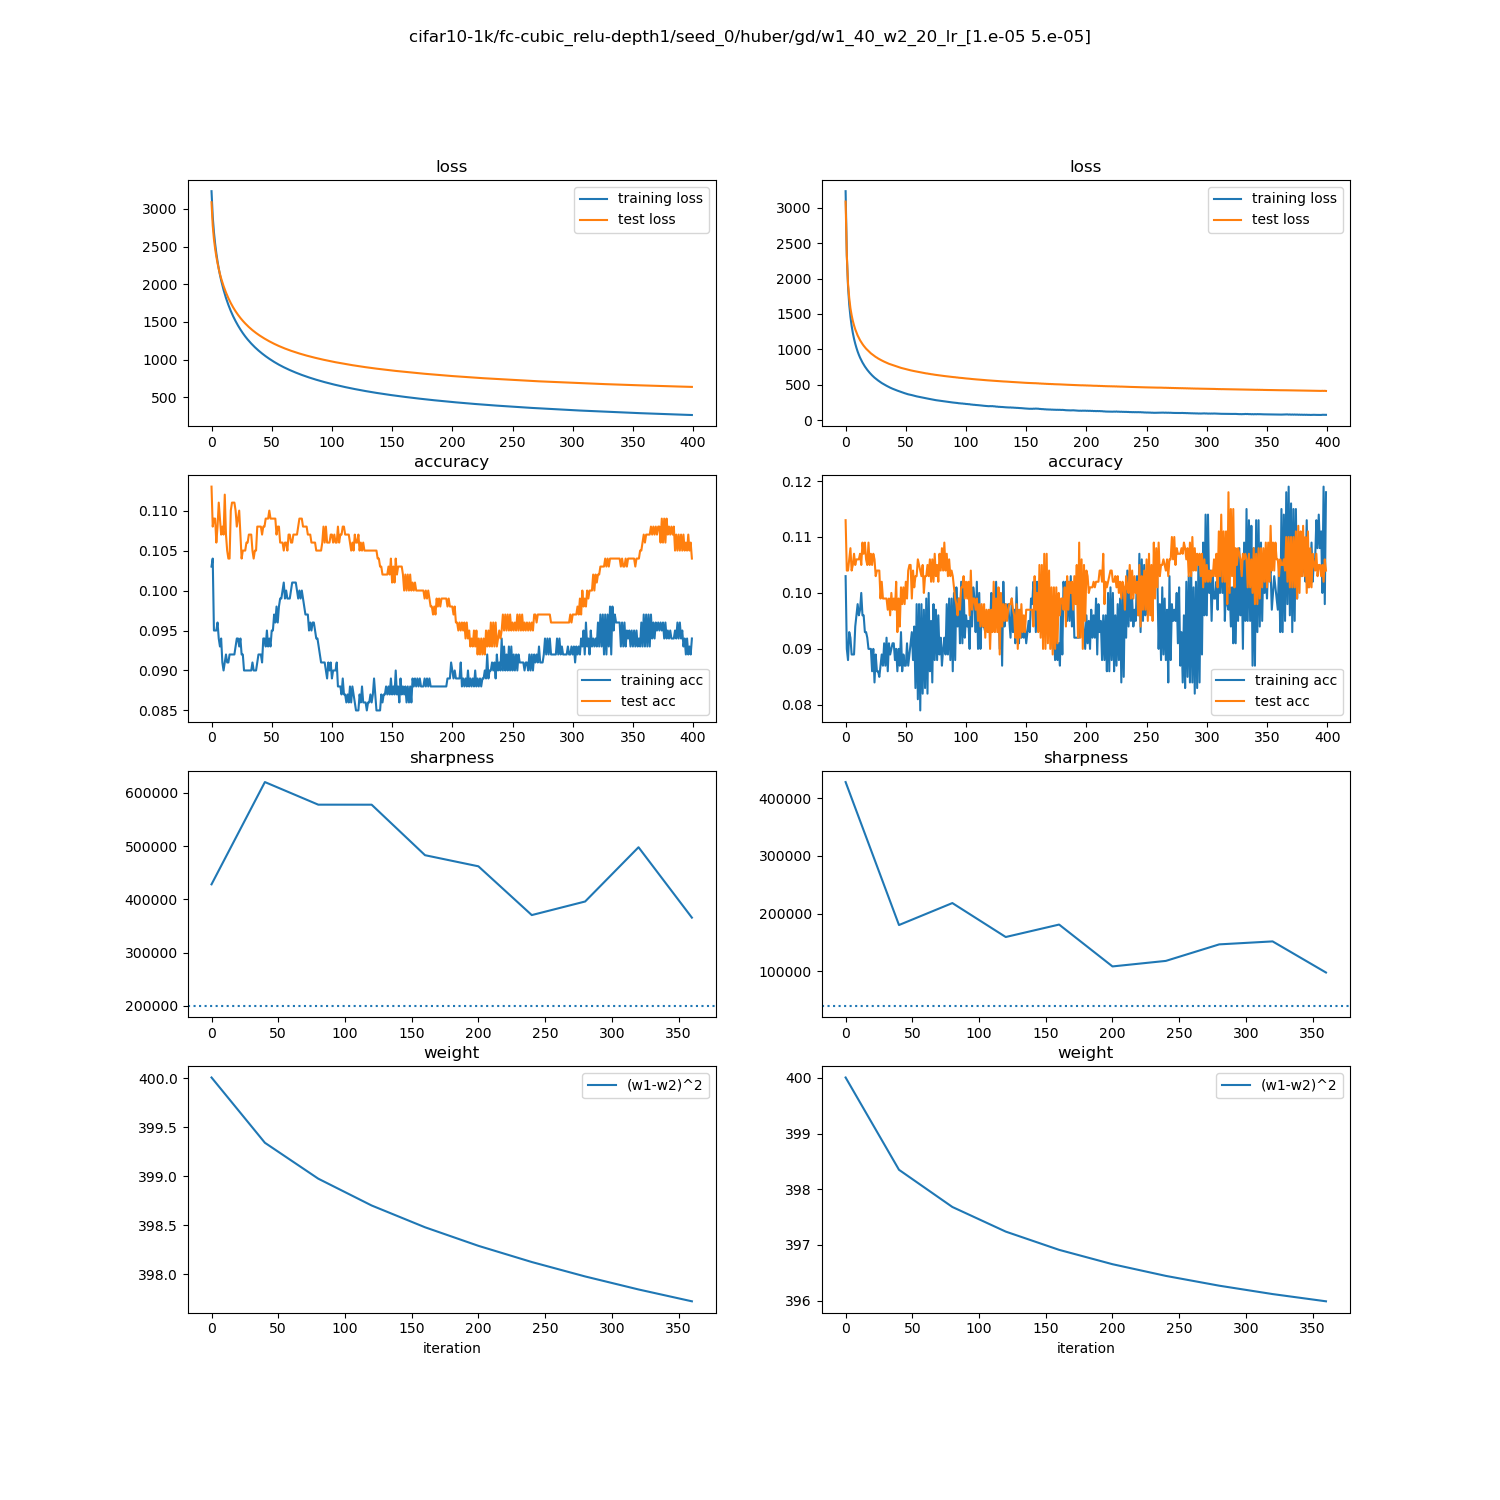 cifar10-1k/fc-cubic_relu-depth1/seed_0/huber/gd/w1_40_w2_20_lr_[1.e-05 5.e-05]
loss
3000
2500
2000
1500
1000
500
training loss
test loss
0 50 100 150 200 250 300 350 400
loss
3000
2500
2000
1500
1000
500
0
training loss
test loss
0 50 100 150 200 250 300 350 400
accuracy
0.110
0.105
0.100
0.095
0.090
0.085
training acc
test acc
0 50 100 150 200 250 300 350 400
accuracy
0.12
0.11
0.10
0.09
0.08
training acc
test acc
0 50 100 150 200 250 300 350 400
sharpness
600000
500000
400000
300000
200000
0 50 100 150 200 250 300 350
sharpness
400000
300000
200000
100000
0 50 100 150 200 250 300 350
weight
400.0
399.5
399.0
398.5
398.0
(w1-w2)^2
0 50 100 150 200 250 300 350
iteration
weight
400
399
398
397
396
(w1-w2)^2
0 50 100 150 200 250 300 350
iteration